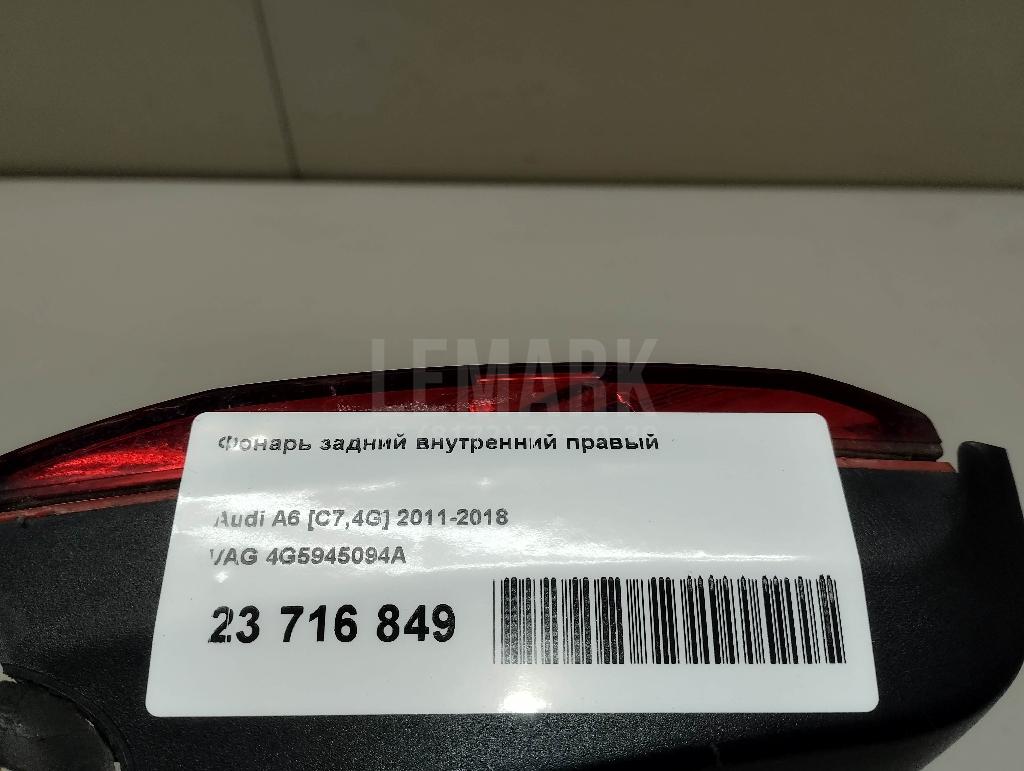 LEMARK
Фонарь задний внутренний правый
Audi A6 [C7,4G] 2011-2018
VAG 4G5945094A
23 716 849